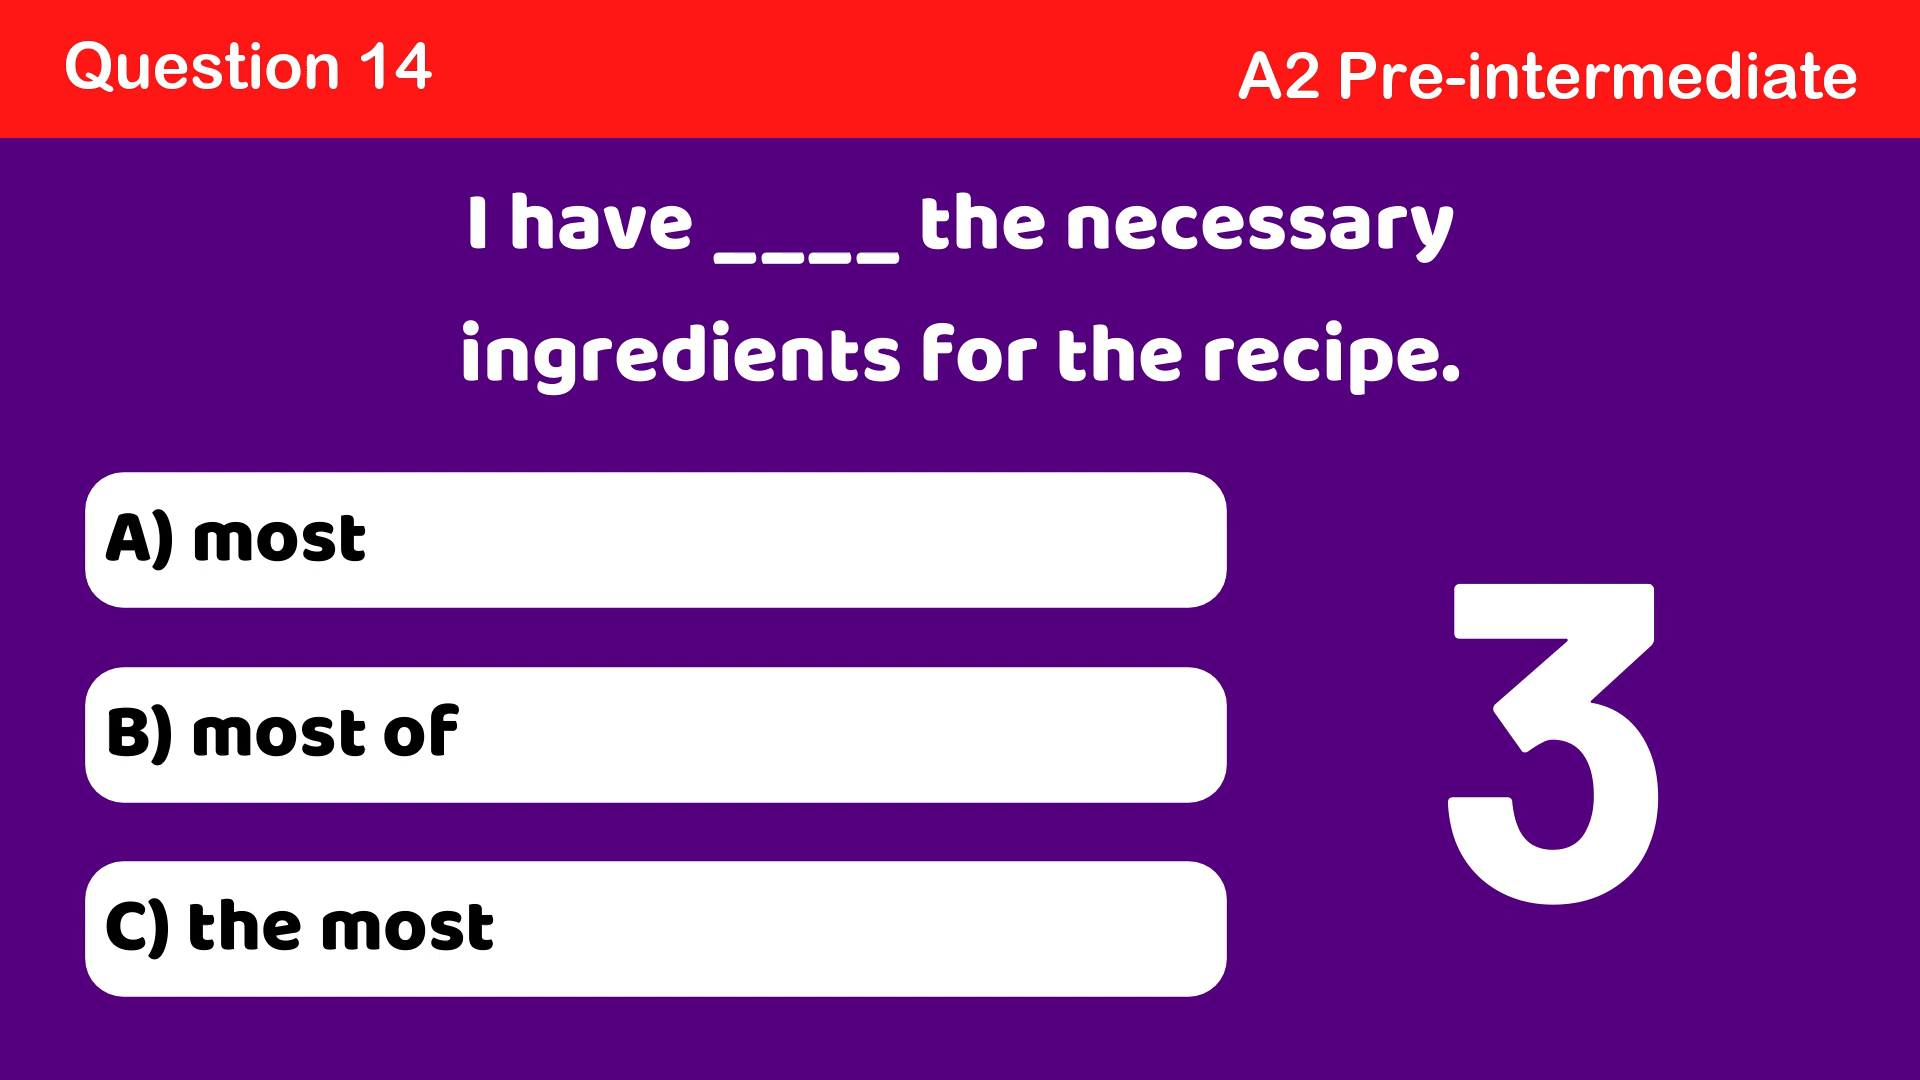 Question 14
A2 Pre-intermediate
I have ____ the necessary
ingredients for the recipe.
A) most
B) most of
C) the most
3